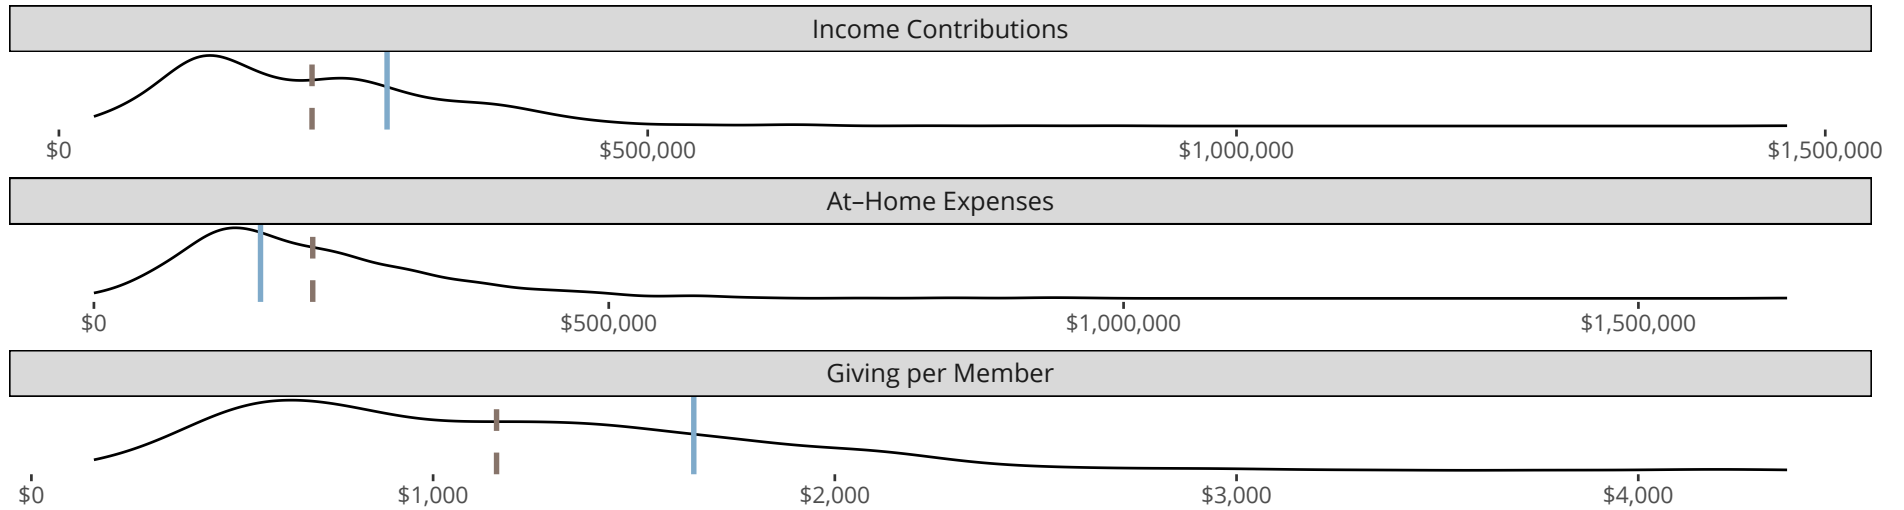 Income Contributions
$0 $500,000 $1,000,000 $1,500,000
At–Home Expenses
$0 $500,000 $1,000,000 $1,500,000
Giving per Member
$0 $1,000 $2,000 $3,000 $4,000